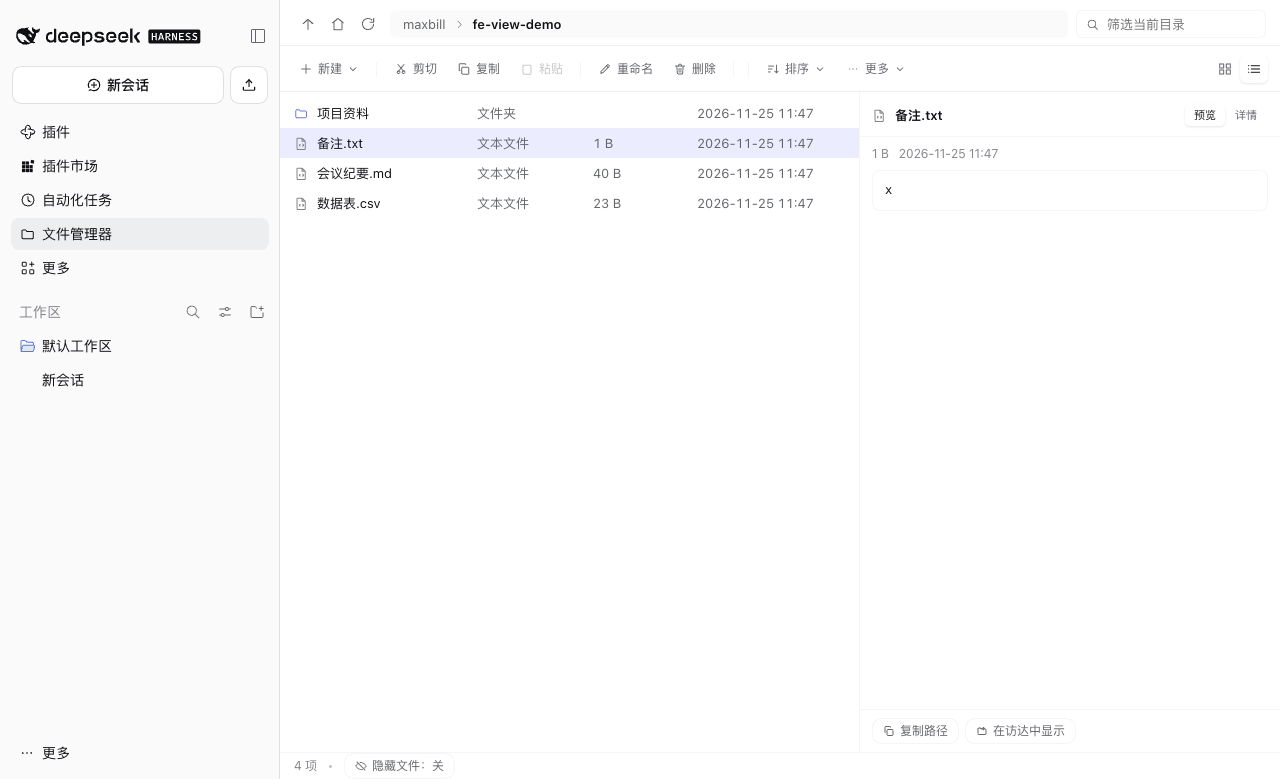 deepseek HARNESS
新会话
插件
插件市场
自动化任务
文件管理器
更多
工作区
默认工作区
新会话
更多
maxbill > fe-view-demo
筛选当前目录
新建 剪切 复制 粘贴 重命名 删除 排序 ··· 更多
项目资料 文件夹 2026-11-25 11:47
备注.txt 文本文件 1 B 2026-11-25 11:47
会议纪要.md 文本文件 40 B 2026-11-25 11:47
数据表.csv 文本文件 23 B 2026-11-25 11:47
备注.txt 预览 详情
1 B 2026-11-25 11:47
x
复制路径 在访达中显示
4 项 • 隐藏文件：关